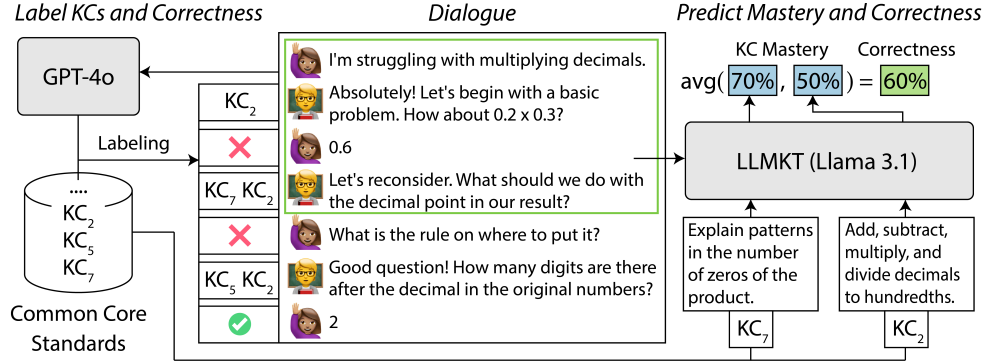 Label KCs and Correctness
GPT-4o
Labeling
....
KC2
KC5
KC7
Common Core
Standards
KC2
KC7 KC2
KC5 KC2
Dialogue
I'm struggling with multiplying decimals.
Absolutely! Let's begin with a basic
problem. How about 0.2 x 0.3?
0.6
Let's reconsider. What should we do with
the decimal point in our result?
What is the rule on where to put it?
Good question! How many digits are there
after the decimal in the original numbers?
2
Predict Mastery and Correctness
KC Mastery Correctness
avg(70%, 50%) = 60%
LLMKT (Llama 3.1)
Explain patterns
in the number
of zeros of the
product.
KC7
Add, subtract,
multiply, and
divide decimals
to hundredths.
KC2